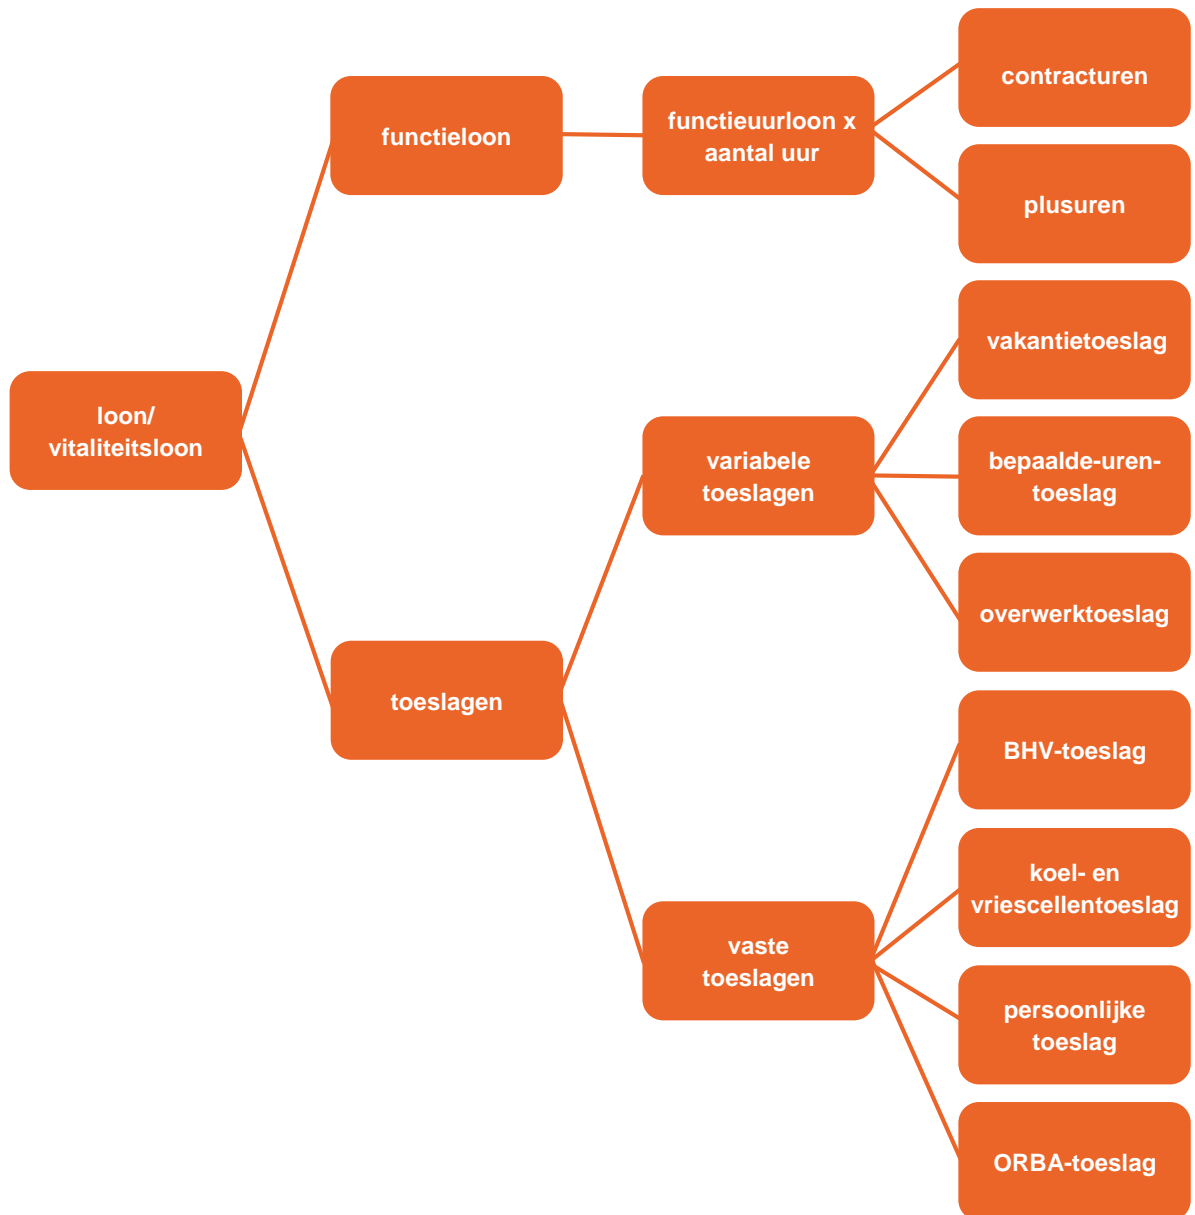 contracturen
functieloon
functieuurloon x
aantal uur
plusuren
vakantietoeslag
loon/
vitaliteitsloon
variabele
toeslagen
bepaalde-uren-
toeslag
overwerktoeslag
toeslagen
BHV-toeslag
koel- en
vriescellentoeslag
vaste
toeslagen
persoonlijke
toeslag
ORBA-toeslag